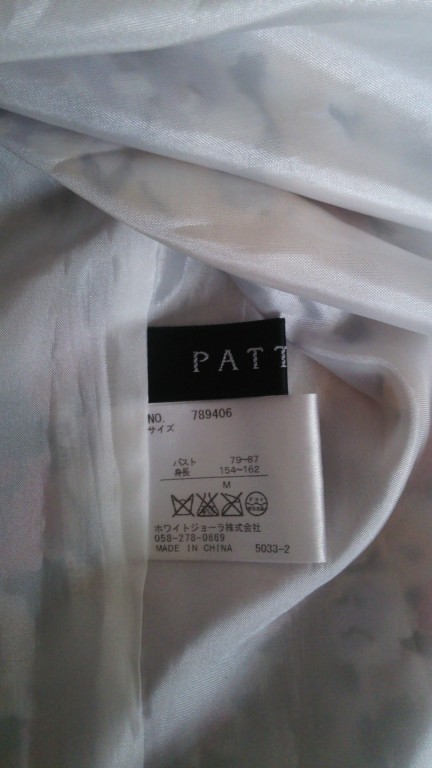 PATT
NO. 789406
サイズ
バスト 79~87
身長 154~162
M
ホワイトジョーラ株式会社
058-278-0669
MADE IN CHINA 5033-2